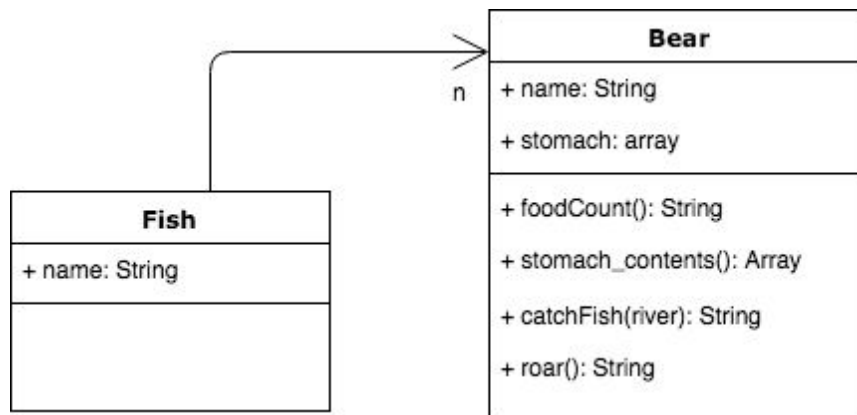 Bear
+ name: String
+ stomach: array
+ foodCount(): String
+ stomach_contents(): Array
+ catchFish(river): String
+ roar(): String
n
Fish
+ name: String